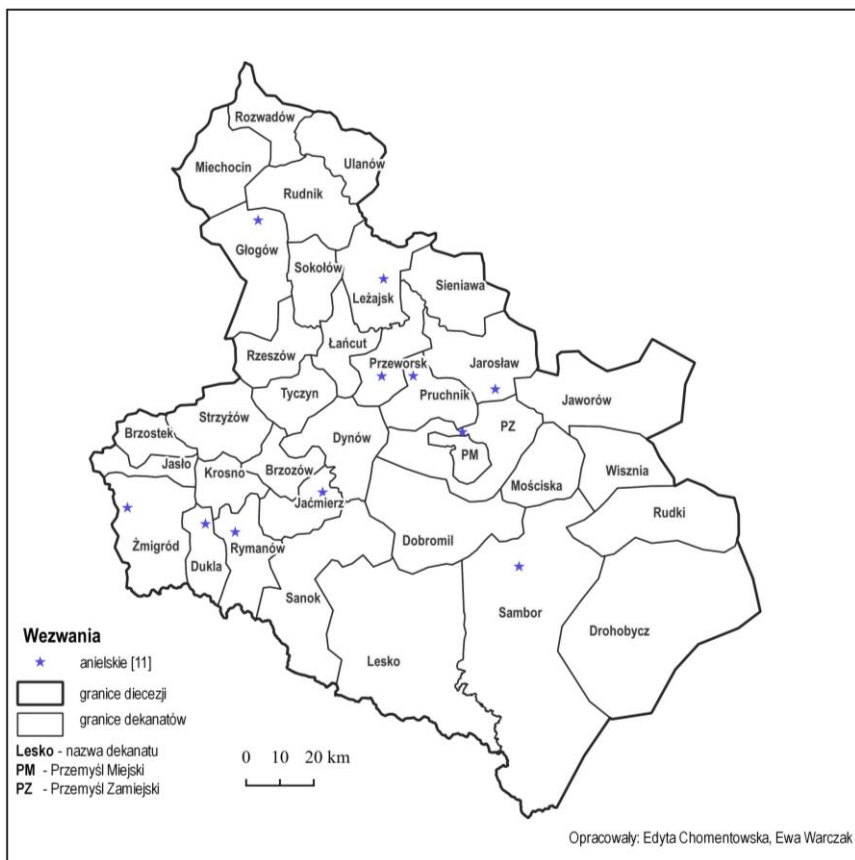 Rozwadów
Miechocin
Ulanów
Rudnik
Głogów
Sokołów
Leżajsk
Sieniawa
Łańcut
Rzeszów
Przeworsk
Jarosław
Tyczyn
Pruchnik
Jaworów
Strzyżów
Brzostek
Dynów
PZ
PM
Jasło
Krosno
Brzozów
Wisznia
Mościska
Jaćmierz
Rudki
Żmigród
Rymanów
Dobromil
Dukla
Sanok
Sambor
Drohobycz
Lesko
Wezwania
anielskie [11]
granice diecezji
granice dekanatów
Lesko - nazwa dekanatu
PM - Przemyśl Miejski
PZ - Przemyśl Zamiejski
0 10 20 km
Opracowały: Edyta Chomentowska, Ewa Warczak